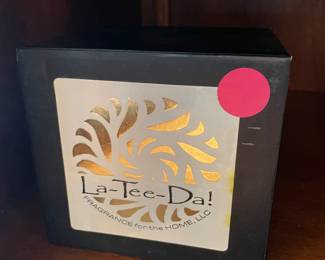 La-Tee-Da!
FRAGRANCE for the HOME, LLC